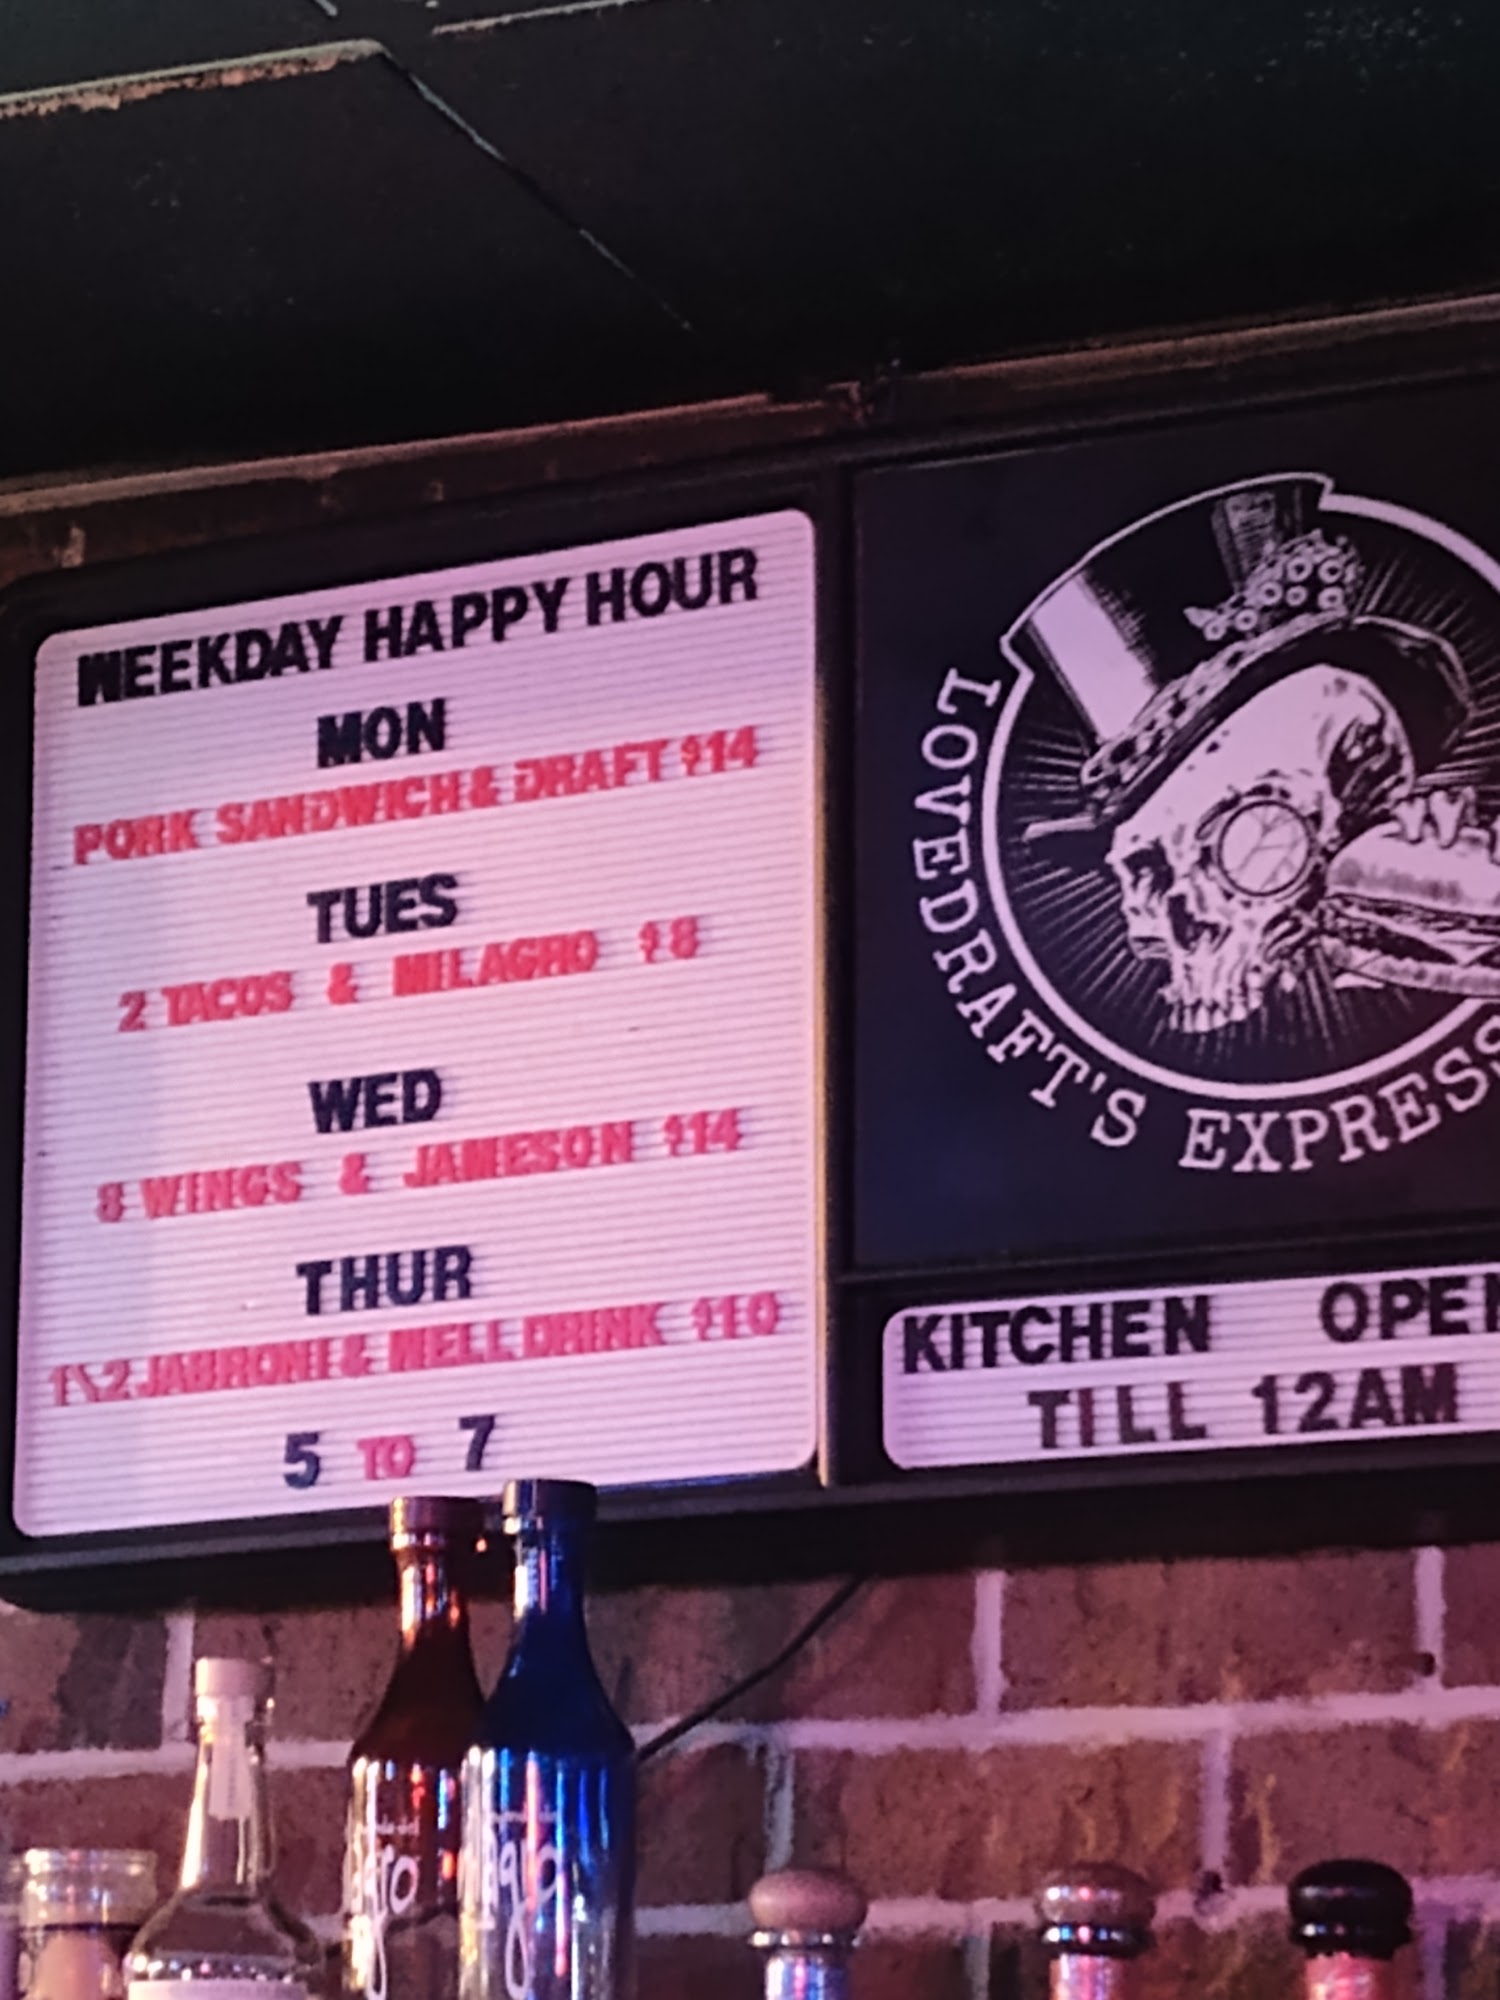 WEEKDAY HAPPY HOUR
MON
PORK SANDWICH & DRAFT $14
TUES
2 TACOS & MILAGRO $8
WED
8 WINGS & JAMESON $14
THUR
1\2 JABRONI & WELL DRINK $10
5 TO 7
LOVEDRAFT'S EXPRESS
KITCHEN OPEN
TILL 12AM